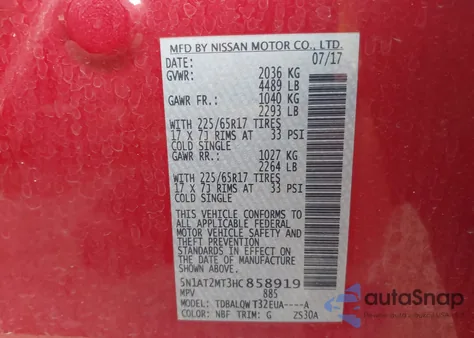 MFD BY NISSAN MOTOR CO., LTD.
DATE: 07/17
GVWR: 2036 KG
4489 LB
GAWR FR.: 1040 KG
2293 LB
WITH 225/65R17 TIRES
17 X 7J RIMS AT 33 PSI
COLD SINGLE
GAWR RR.: 1027 KG
2264 LB
WITH 225/65R17 TIRES
17 X 7J RIMS AT 33 PSI
COLD SINGLE
THIS VEHICLE CONFORMS TO
ALL APPLICABLE FEDERAL
MOTOR VEHICLE SAFETY AND
THEFT PREVENTION
STANDARDS IN EFFECT ON
THE DATE OF MANUFACTURE
SHOWN ABOVE.
5N1AT2MT3HC858919
MPV 885
MODEL: TDBALQW T32EUA----A
COLOR: NBF TRIM: G ZS30A
autoSnap